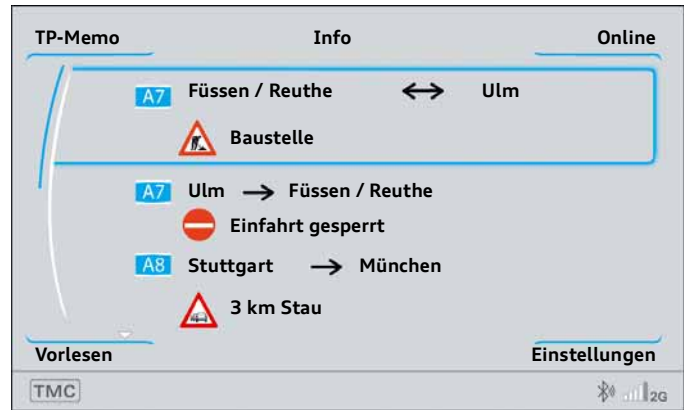 TP-Memo Info Online
A7 Füssen / Reuthe ↔ Ulm
Baustelle
A7 Ulm → Füssen / Reuthe
Einfahrt gesperrt
A8 Stuttgart → München
3 km Stau
Vorlesen Einstellungen
TMC 2G